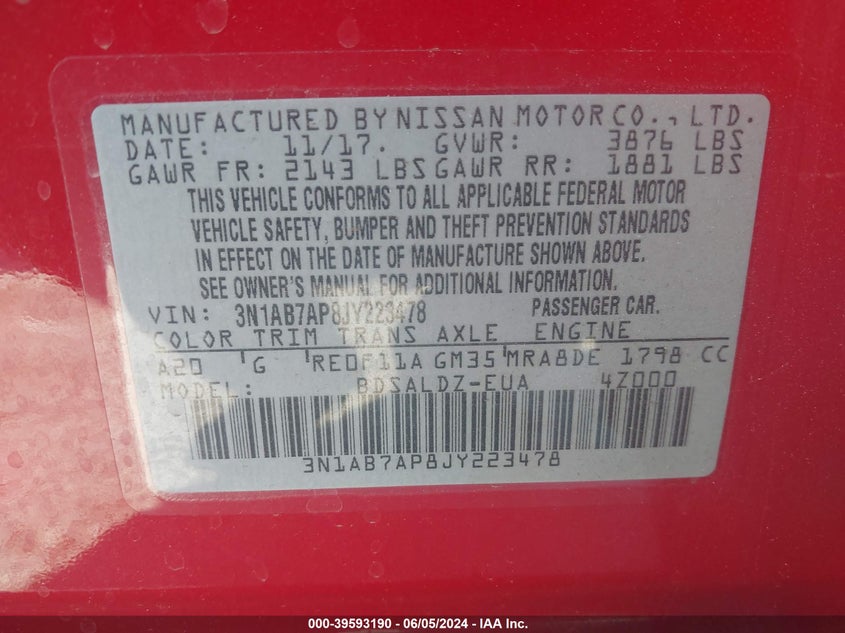 MANUFACTURED BY NISSAN MOTOR CO., LTD.
DATE: 11/17. GVWR: 3876 LBS
GAWR FR: 2143 LBS GAWR RR: 1881 LBS
THIS VEHICLE CONFORMS TO ALL APPLICABLE FEDERAL MOTOR
VEHICLE SAFETY, BUMPER AND THEFT PREVENTION STANDARDS
IN EFFECT ON THE DATE OF MANUFACTURE SHOWN ABOVE.
SEE OWNER'S MANUAL FOR ADDITIONAL INFORMATION.
VIN: 3N1AB7AP8JY223478 PASSENGER CAR.
COLOR TRIM TRANS AXLE ENGINE
A20 'G 'RE0F11A GM35 'MRA8DE 1798 CC
MODEL: BDSALDZ-EUA 4Z000
3N1AB7AP8JY223478
000-39593190 - 06/05/2024 - IAA Inc.